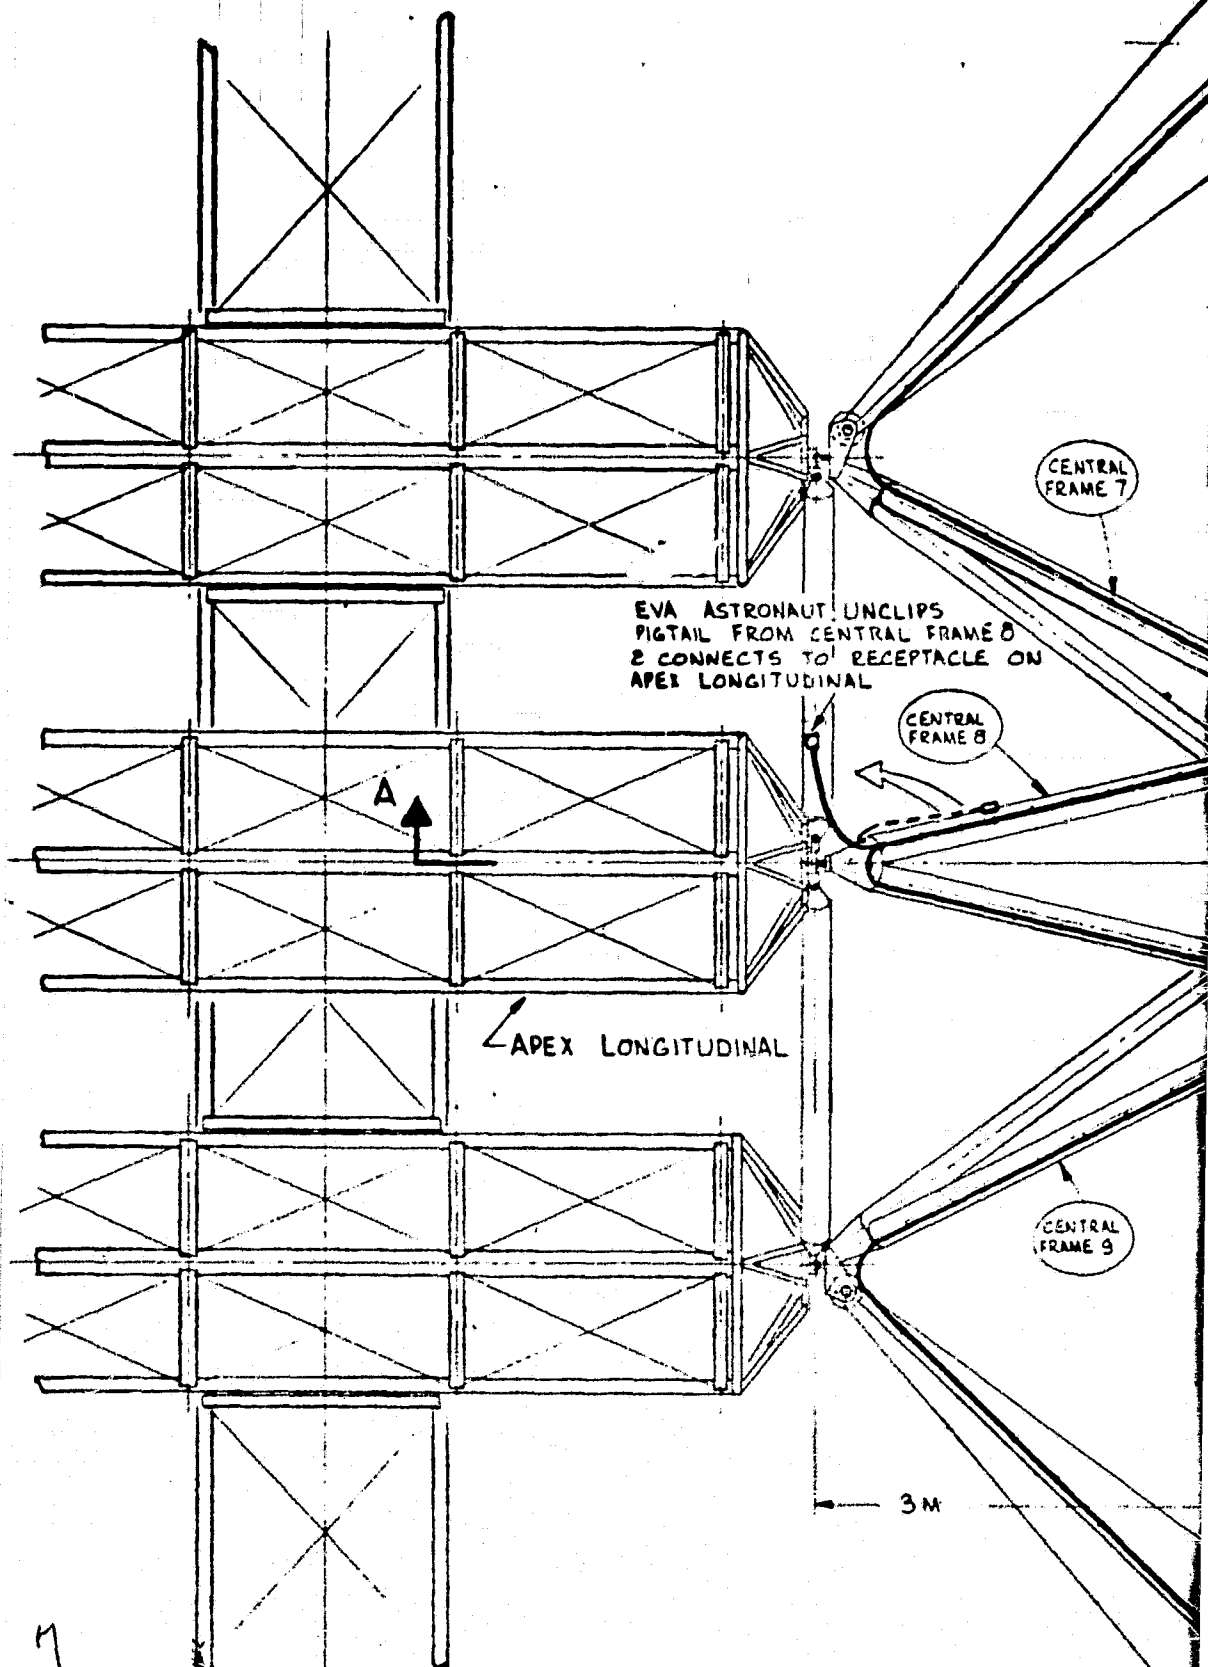 CENTRAL
FRAME 7
EVA ASTRONAUT UNCLIPS
PIGTAIL FROM CENTRAL FRAME 8
& CONNECTS TO RECEPTACLE ON
APEX LONGITUDINAL
CENTRAL
FRAME 8
A
APEX LONGITUDINAL
CENTRAL
FRAME 9
3 M